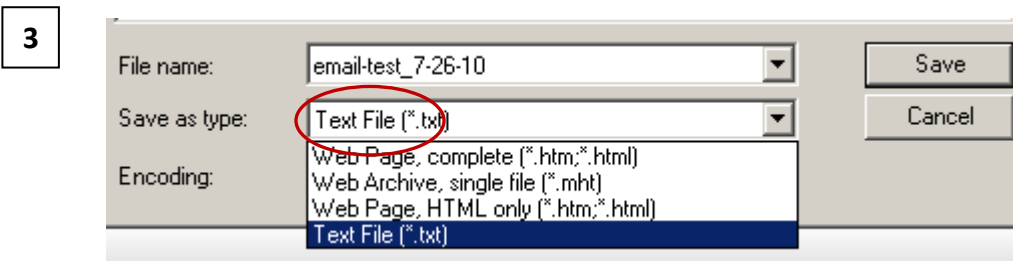 3
File name: email-test_7-26-10 Save
Save as type: Text File (*.txt) Cancel
Web Page, complete (*.htm;*.html)
Encoding: Web Archive, single file (*.mht)
Web Page, HTML only (*.htm;*.html)
Text File (*.txt)